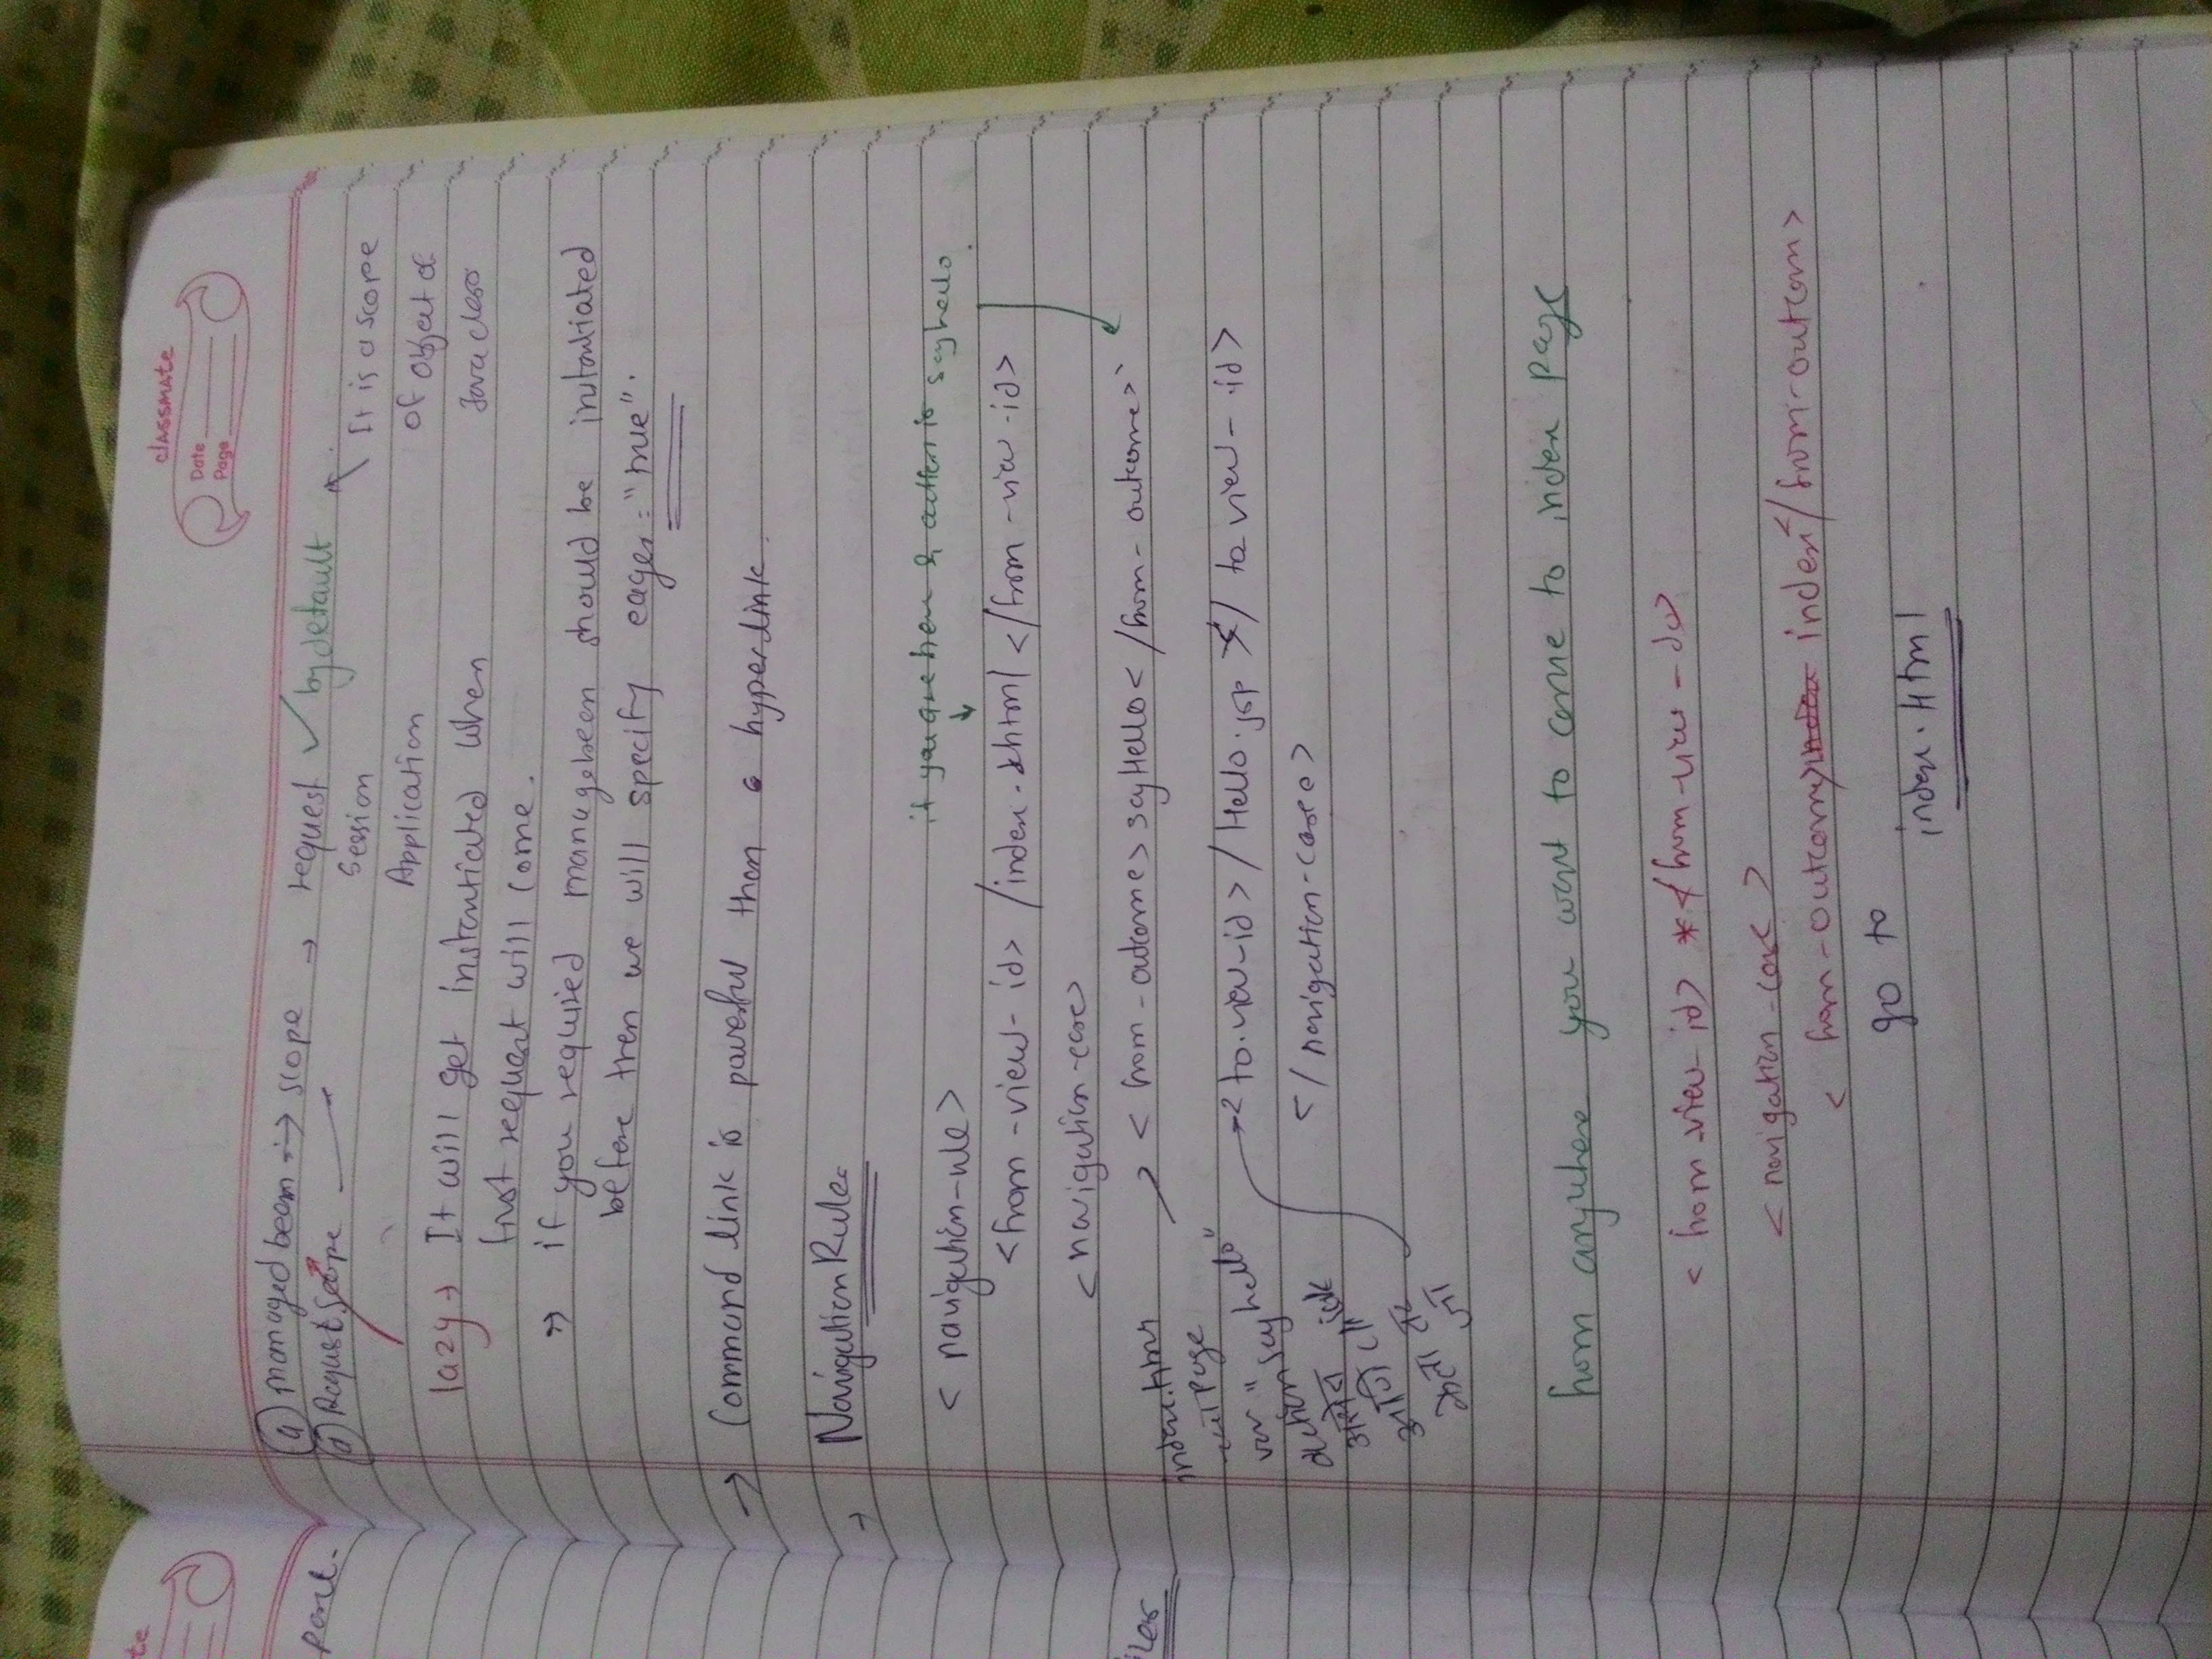 te
classmate
Date
Page
@ managed bean → scope → request ✓ by default
@ Request Scope
Session
It is a scope
Application
of object of
Java class
lazy → It will get instantiated when
first request will come.
→ if you required managebean should be instantiated
before then we will specify eager="true".
→ Command link is powerful than a hyperlink.
→ Navigation Rules
if you are here & action is sayhello
< navigation-rule>
<from-view-id> /index.xhtml </from-view-id>
<navigation-case>
< from-outcome> sayHello< /from-outcome>
index.html
page
वर "
action sayhello"
असेल
आणि click
केला तर
जा
<to-view-id> /Hello.jsp </ to view-id>
</navigation-case>
from anywhere you want to come to index page
< from-view-id> * </from-view-id>
< navigation-case >
< from-outcome> index </from-outcom>
go to
index.html